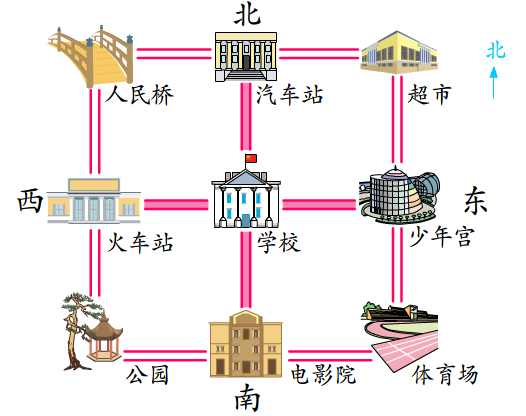 北
北
人民桥
汽车站
超市
西
东
火车站
学校
少年宫
公园
电影院
体育场
南